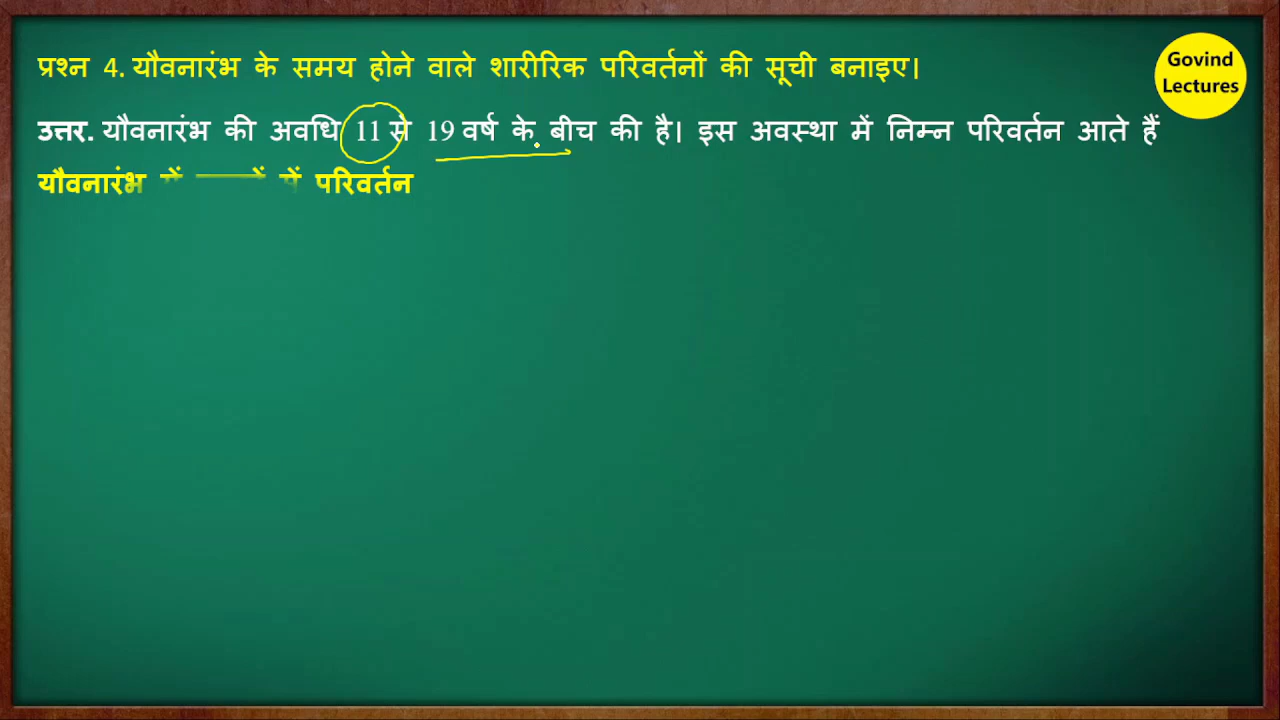 प्रश्न 4. यौवनारंभ के समय होने वाले शारीरिक परिवर्तनों की सूची बनाइए।
Govind
Lectures
उत्तर. यौवनारंभ की अवधि 11 से 19 वर्ष के बीच की है। इस अवस्था में निम्न परिवर्तन आते हैं
यौवनारंभ में परिवर्तन